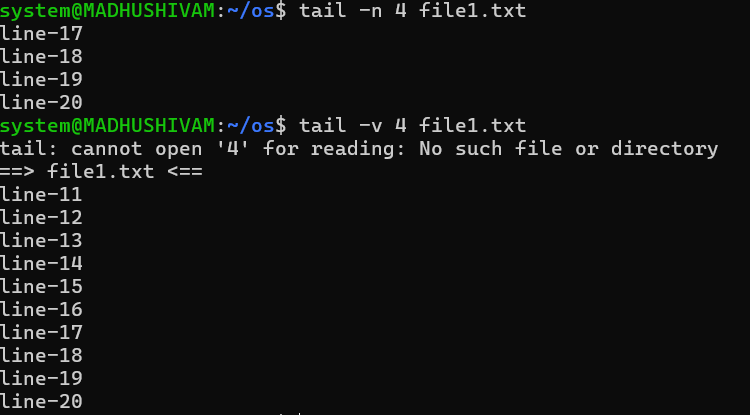 system@MADHUSHIVAM:~/os$ tail -n 4 file1.txt
line-17
line-18
line-19
line-20
system@MADHUSHIVAM:~/os$ tail -v 4 file1.txt
tail: cannot open '4' for reading: No such file or directory
==> file1.txt <==
line-11
line-12
line-13
line-14
line-15
line-16
line-17
line-18
line-19
line-20